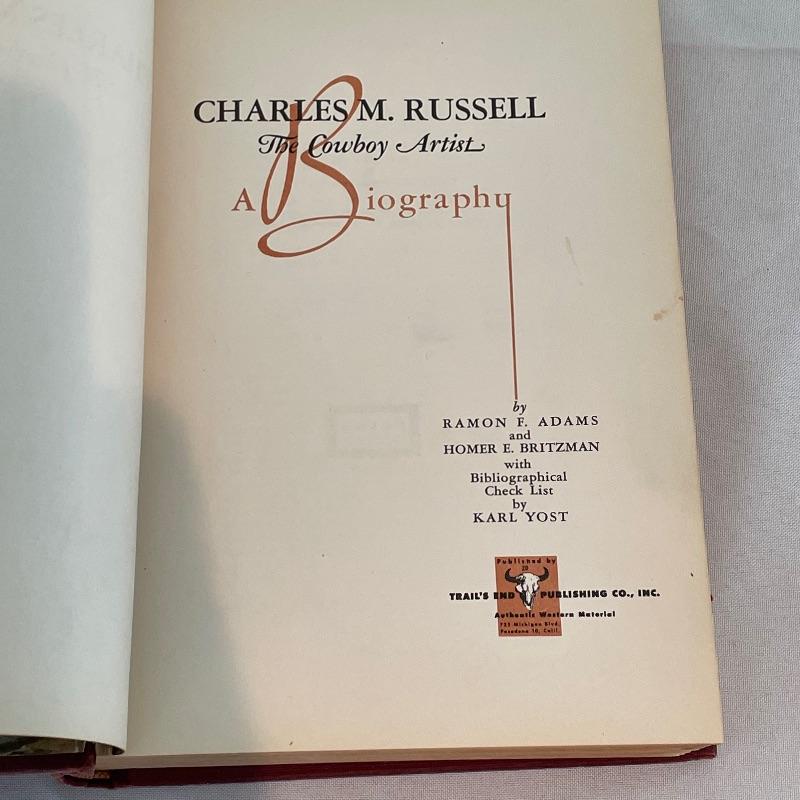 CHARLES M. RUSSELL
The Cowboy Artist
A Biography
by
RAMON F. ADAMS
and
HOMER E. BRITZMAN
with
Bibliographical
Check List
by
KARL YOST
Published by
TRAIL'S END PUBLISHING CO., INC.
Authentic Western Material
725 Michigan Blvd.
Pasadena 10, Calif.